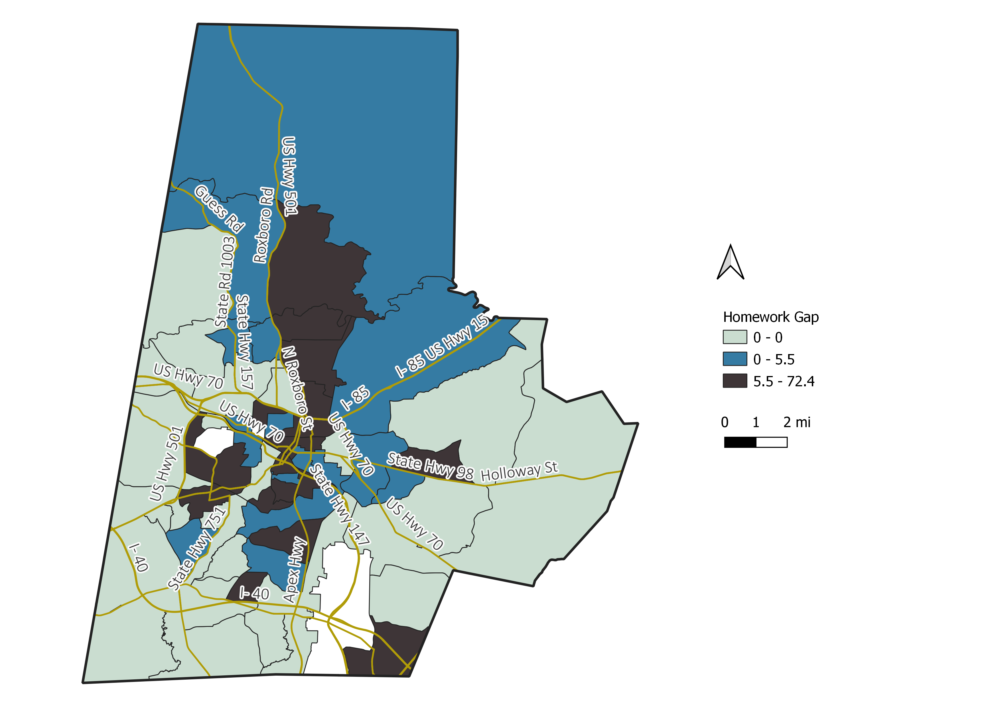 US Hwy 501
Guess Rd
Roxboro Rd
State Rd 1003
State Hwy 157
I- 85 US Hwy 15
N Roxboro St
US Hwy 70
I- 85
US Hwy 70
US Hwy 70
US Hwy 501
State Hwy 98
Holloway St
State Hwy 147
US Hwy 70
State Hwy 751
I- 40
Apex Hwy
I- 40
Homework Gap
0 - 0
0 - 5.5
5.5 - 72.4
0 1 2 mi